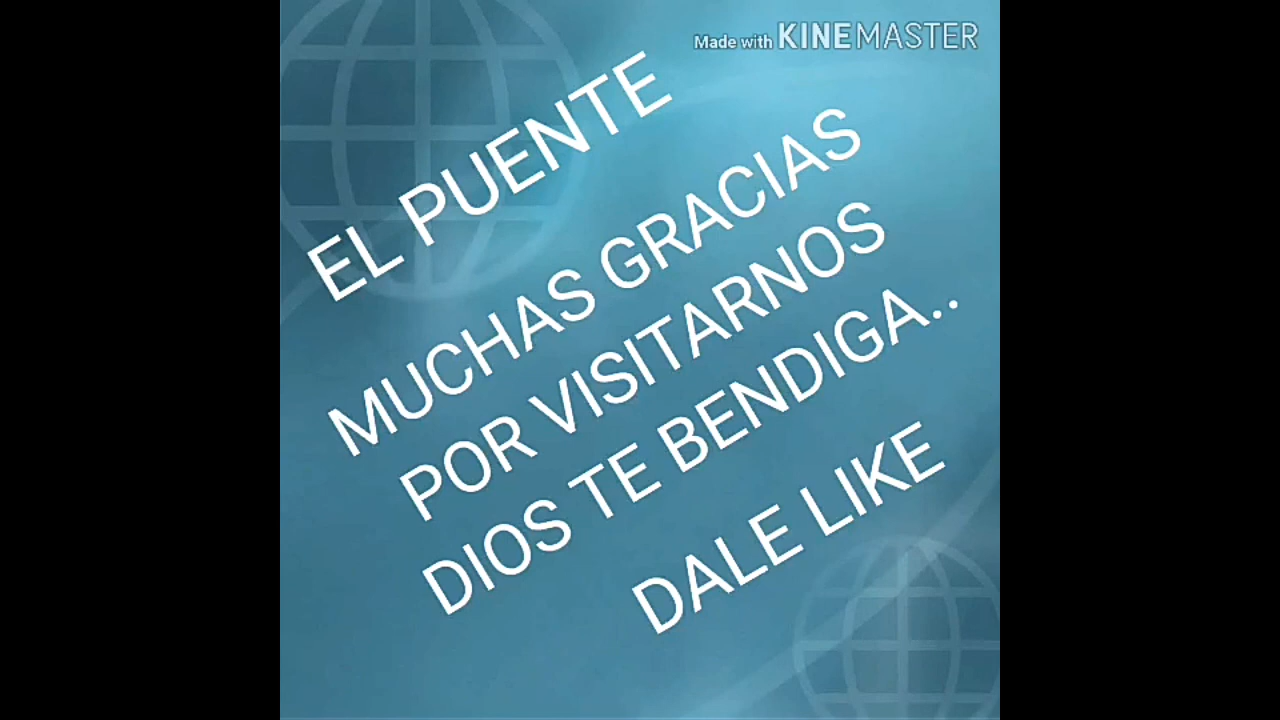 Made with KINEMASTER
EL PUENTE
MUCHAS GRACIAS
POR VISITARNOS
DIOS TE BENDIGA..
DALE LIKE